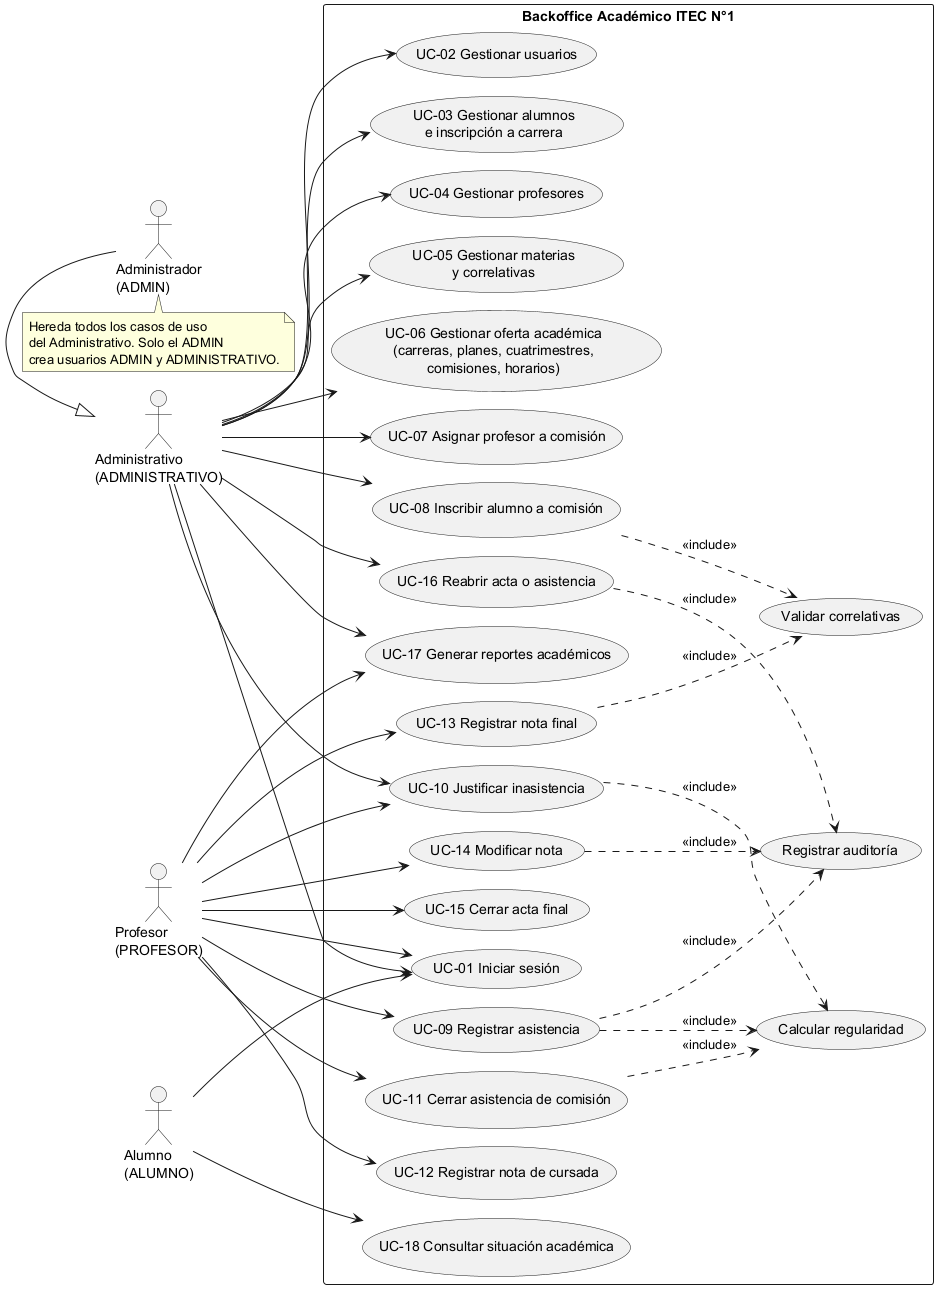 Backoffice Académico ITEC N°1
UC-02 Gestionar usuarios
UC-03 Gestionar alumnos
e inscripción a carrera
UC-04 Gestionar profesores
UC-05 Gestionar materias
y correlativas
UC-06 Gestionar oferta académica
(carreras, planes, cuatrimestres,
comisiones, horarios)
UC-07 Asignar profesor a comisión
UC-08 Inscribir alumno a comisión
UC-16 Reabrir acta o asistencia
UC-17 Generar reportes académicos
UC-13 Registrar nota final
UC-10 Justificar inasistencia
UC-14 Modificar nota
UC-15 Cerrar acta final
UC-01 Iniciar sesión
UC-09 Registrar asistencia
UC-11 Cerrar asistencia de comisión
UC-12 Registrar nota de cursada
UC-18 Consultar situación académica
Administrador
(ADMIN)
Hereda todos los casos de uso
del Administrativo. Solo el ADMIN
crea usuarios ADMIN y ADMINISTRATIVO.
Administrativo
(ADMINISTRATIVO)
Profesor
(PROFESOR)
Alumno
(ALUMNO)
«include»
«include»
«include»
«include»
«include»
«include»
«include»
«include»
Validar correlativas
Registrar auditoría
Calcular regularidad